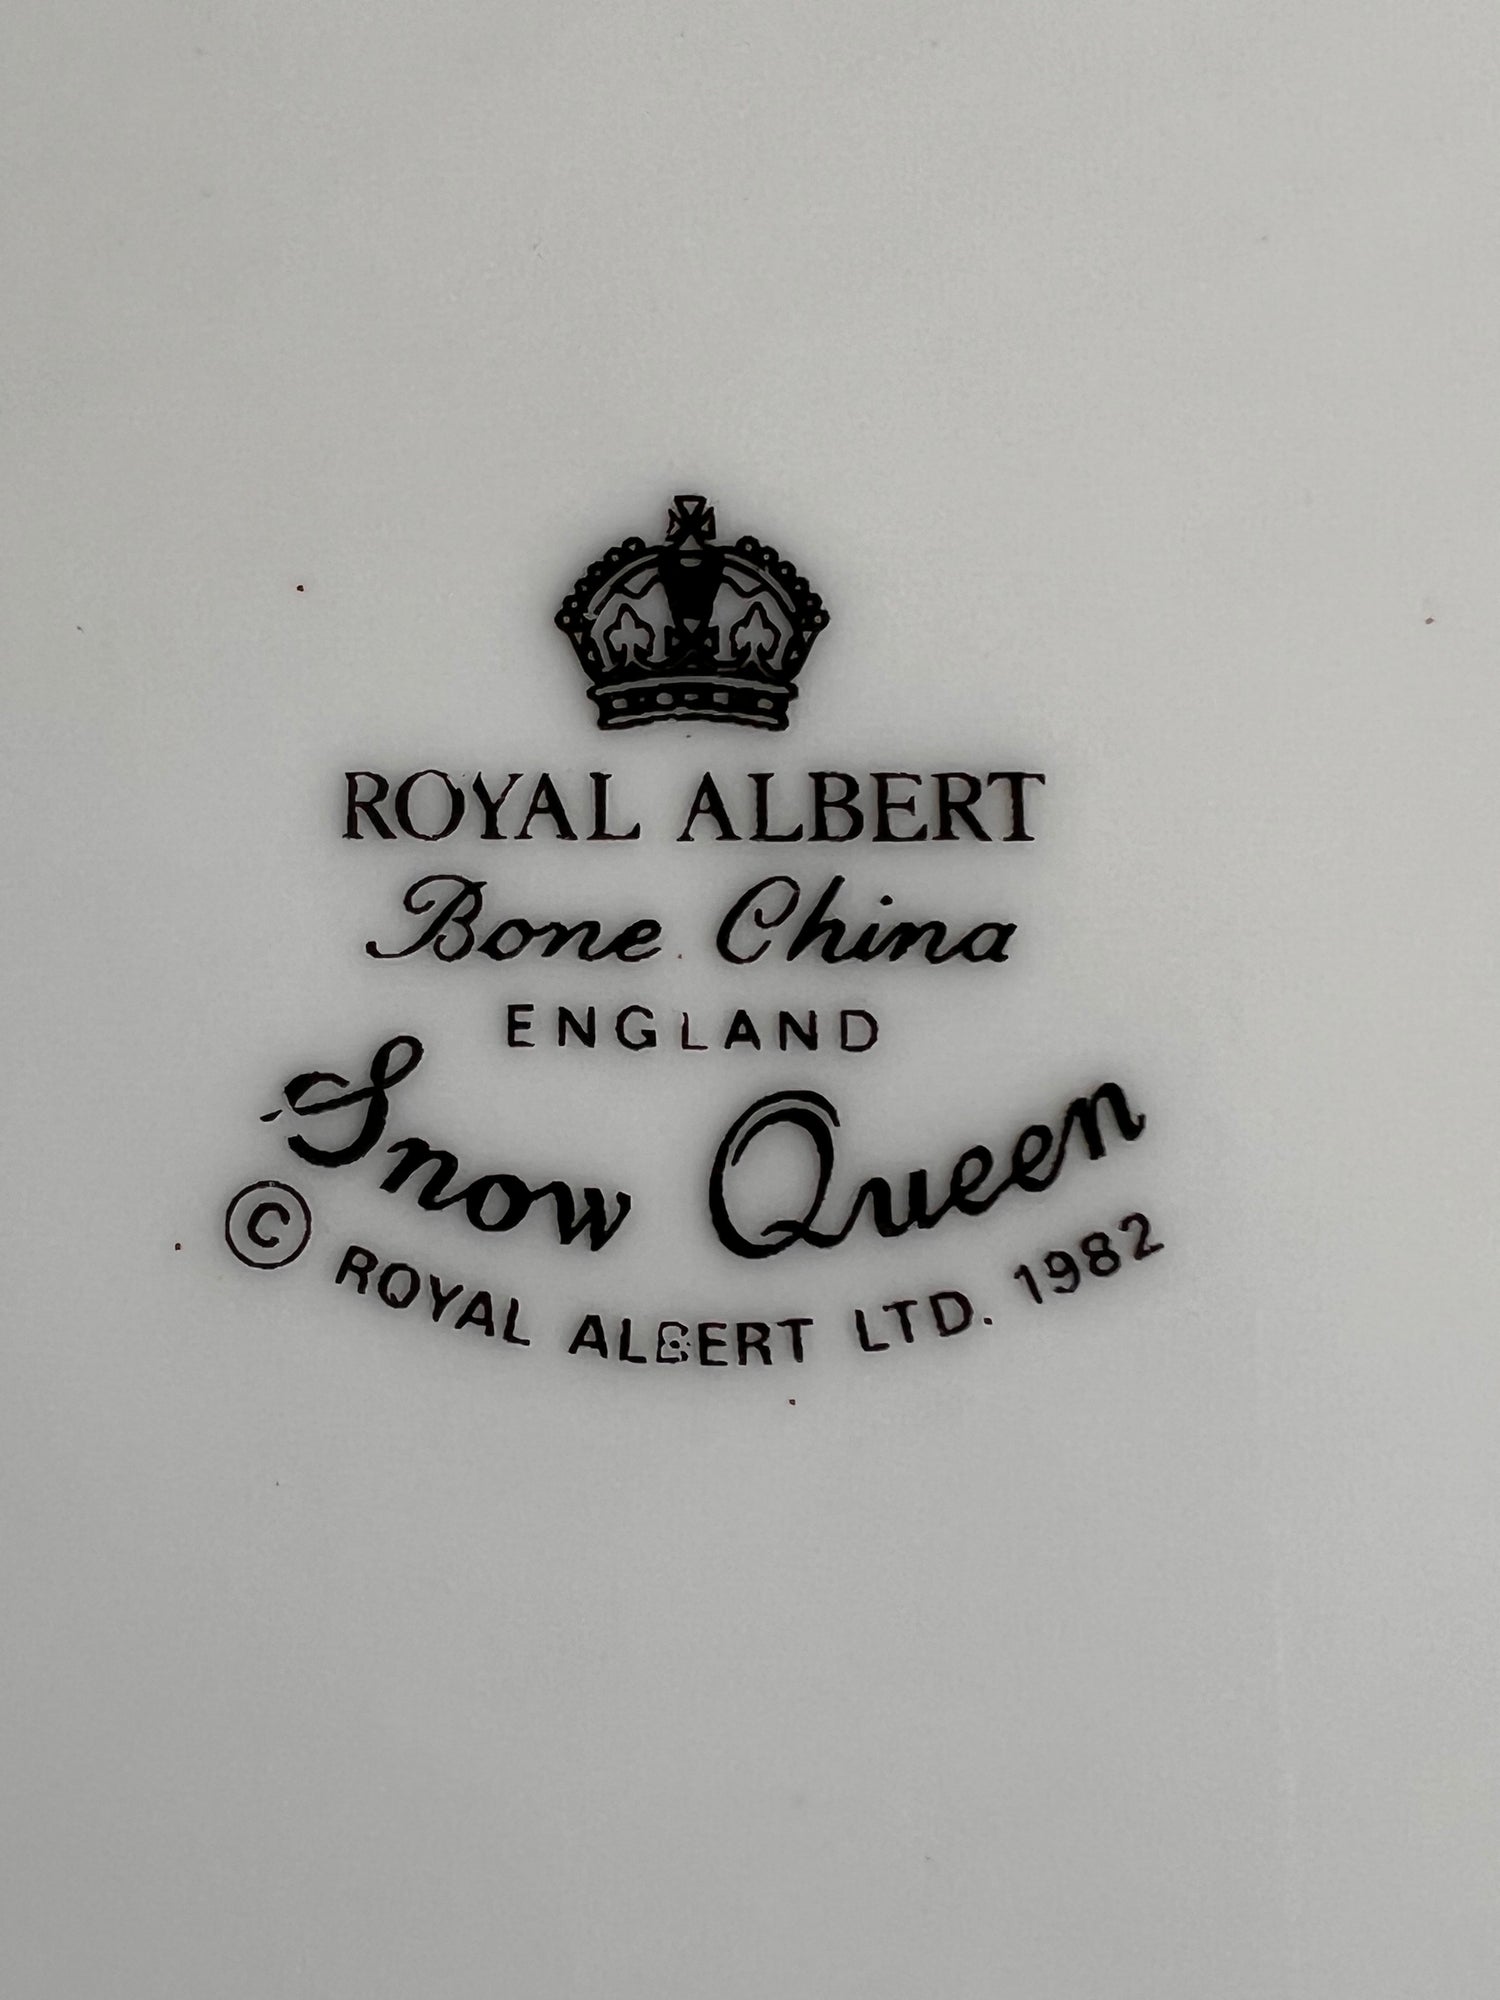 ROYAL ALBERT
Bone China
ENGLAND
Snow Queen
© ROYAL ALBERT LTD. 1982